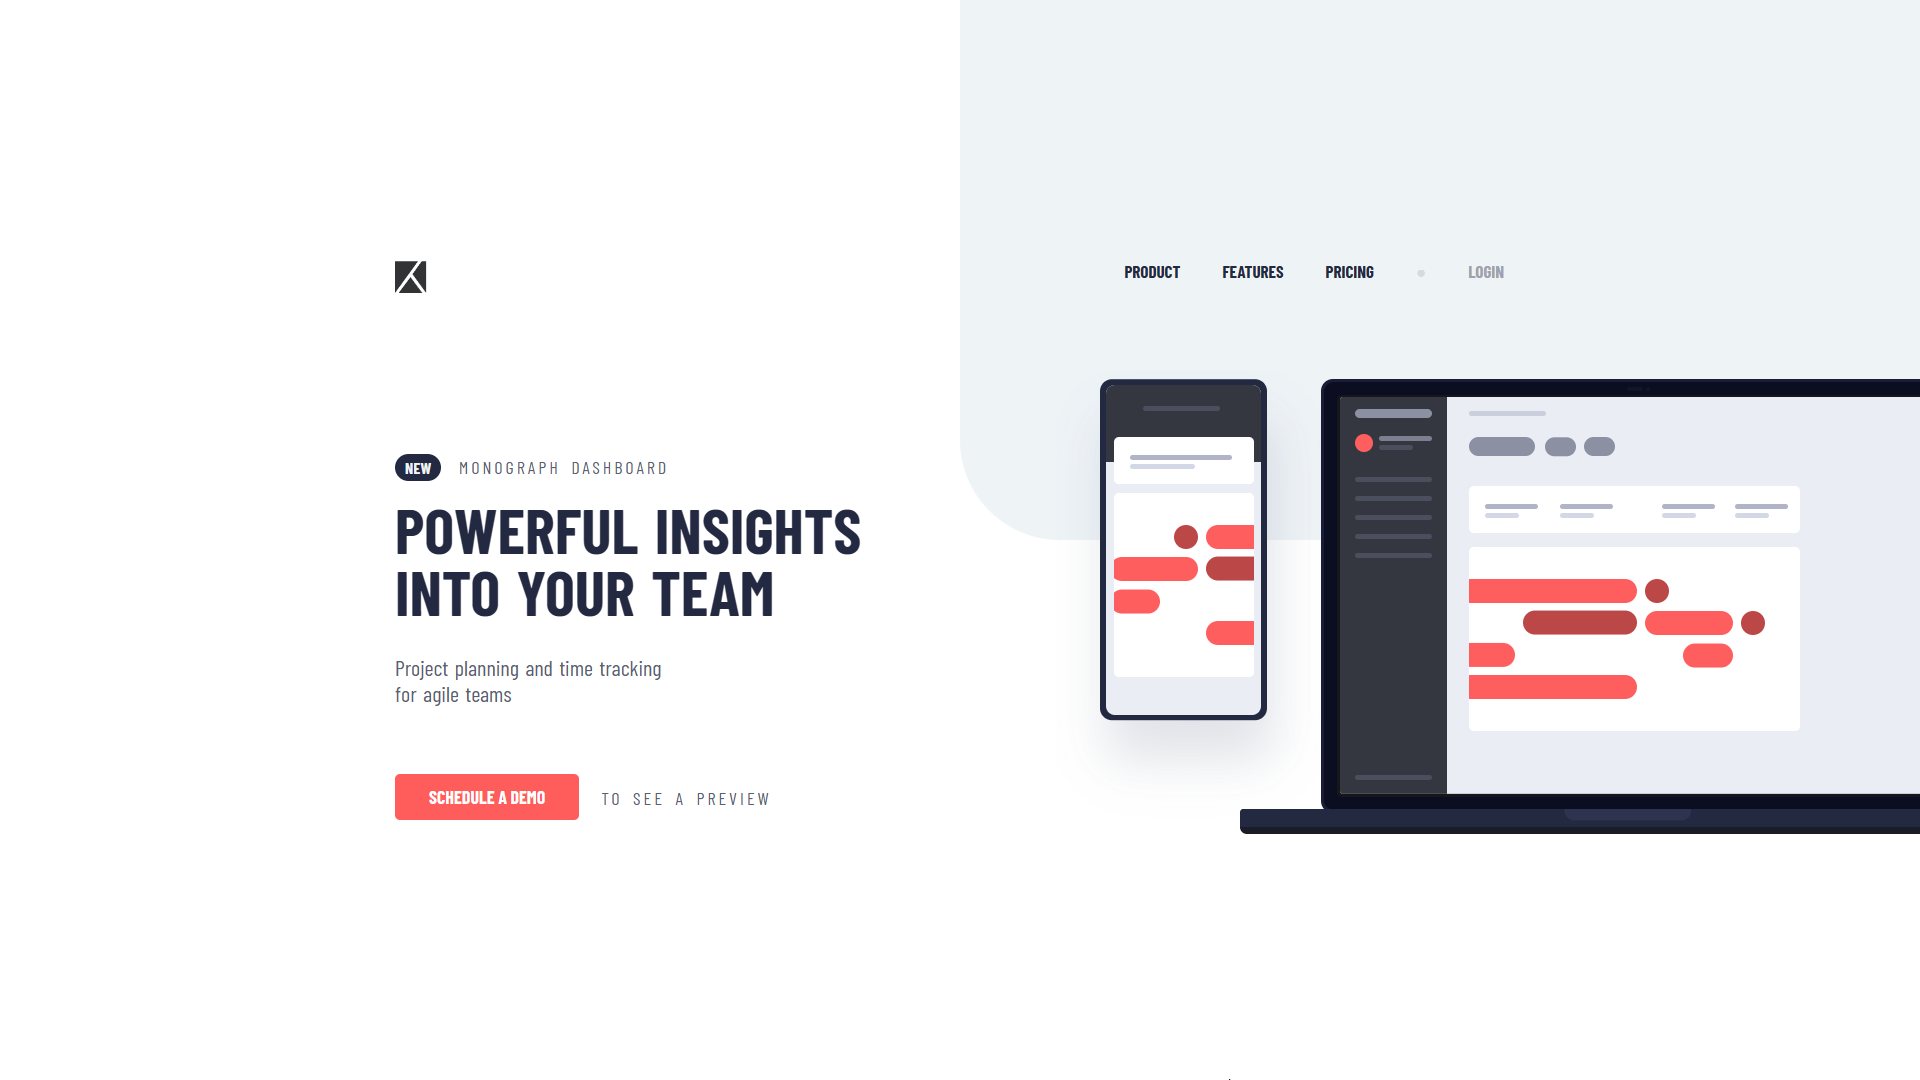 PRODUCT FEATURES PRICING LOGIN
NEW MONOGRAPH DASHBOARD
POWERFUL INSIGHTS
INTO YOUR TEAM
Project planning and time tracking
for agile teams
SCHEDULE A DEMO TO SEE A PREVIEW